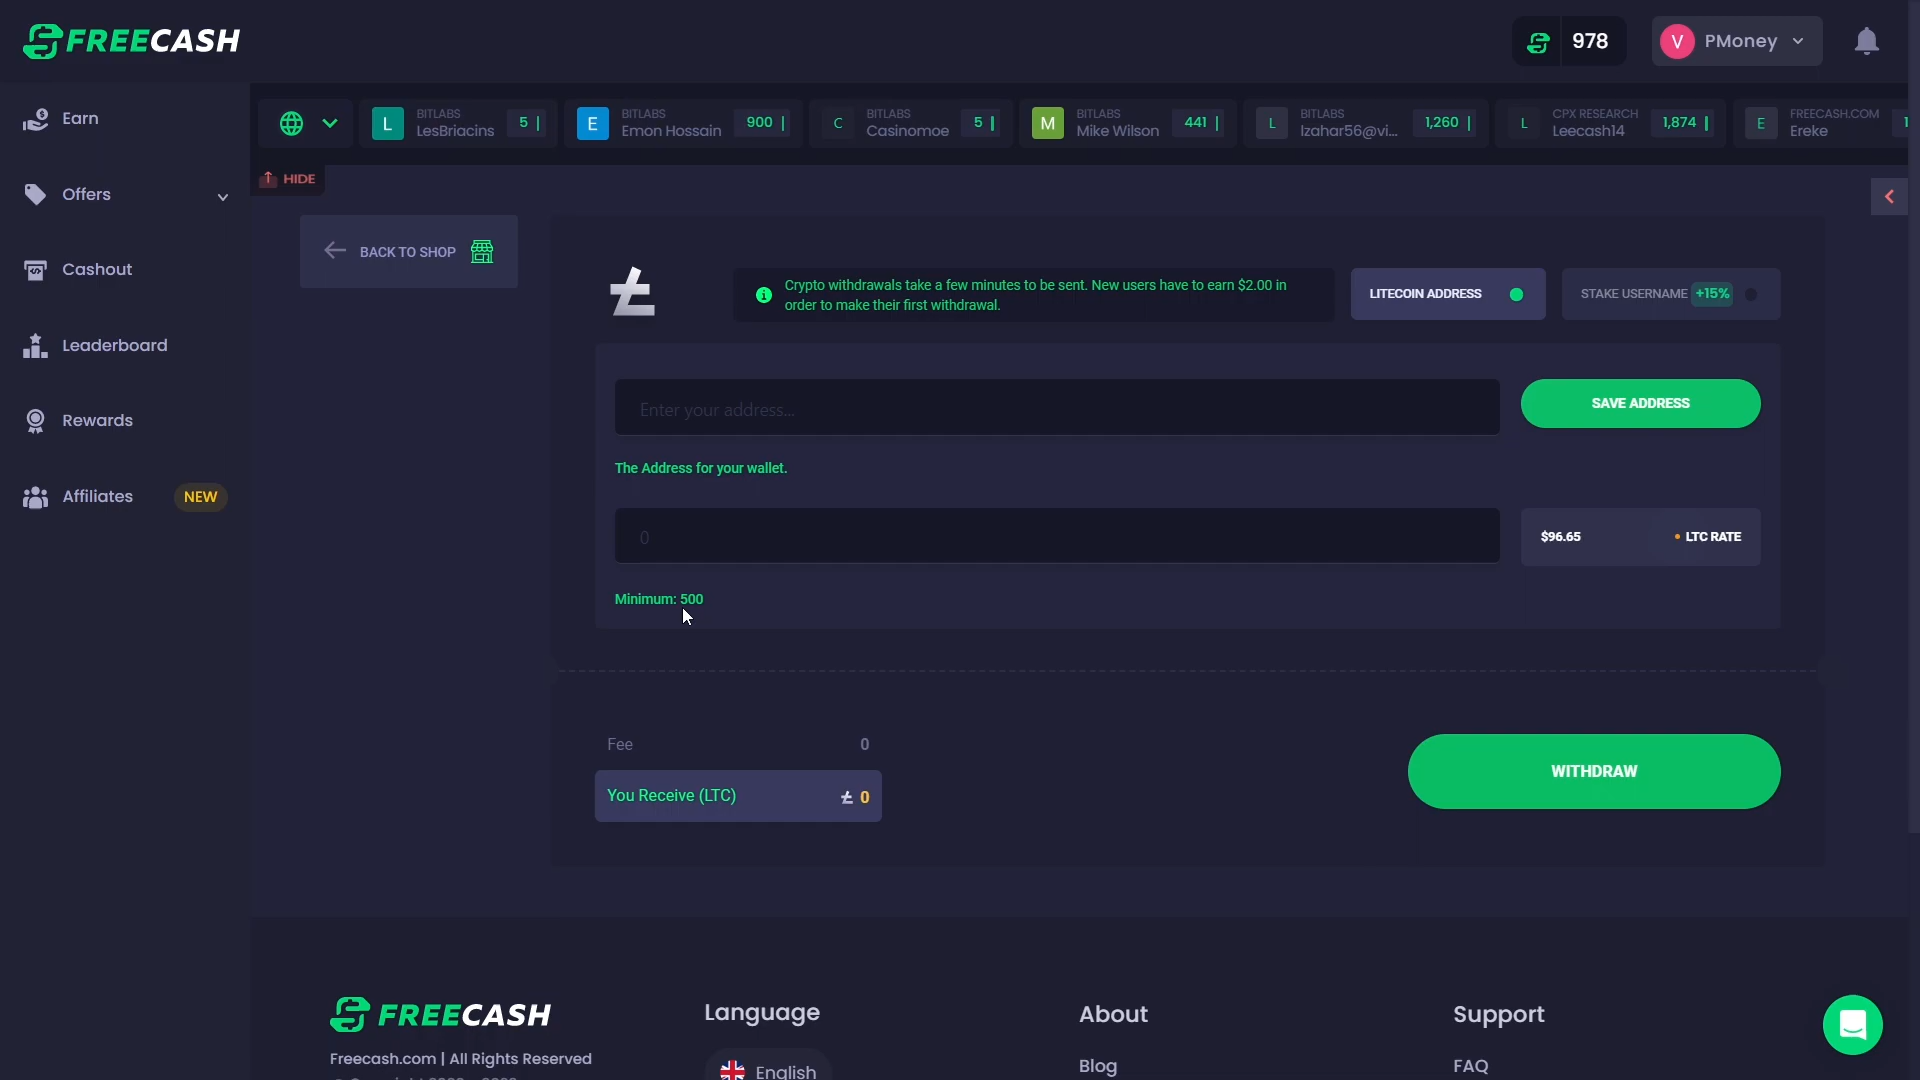 FREECASH
978
V
PMoney
Earn
Offers
Cashout
Leaderboard
Rewards
Affiliates
NEW
L
BITLABS
LesBriacins
5
E
BITLABS
Emon Hossain
900
C
BITLABS
Casinomoe
5
M
BITLABS
Mike Wilson
441
L
BITLABS
Izahar56@vi...
1,260
L
CPX RESEARCH
Leecash14
1,874
E
FREECASH.COM
Ereke
HIDE
BACK TO SHOP
Crypto withdrawals take a few minutes to be sent. New users have to earn $2.00 in
order to make their first withdrawal.
LITECOIN ADDRESS
STAKE USERNAME +15%
Enter your address...
SAVE ADDRESS
The Address for your wallet.
0
$96.65
LTC RATE
Minimum: 500
Fee
0
You Receive (LTC)
0
WITHDRAW
FREECASH
Freecash.com | All Rights Reserved
Language
English
About
Blog
Support
FAQ